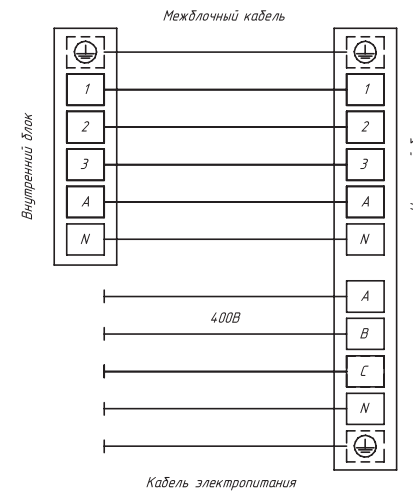 Межблочный кабель
1 1
2 2
3 3
A A
N N
Внутренний блок
A
400В
B
C
N
Кабель электропитания